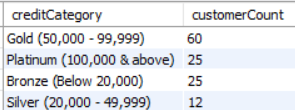 creditCategory customerCount
Gold (50,000 - 99,999) 60
Platinum (100,000 & above) 25
Bronze (Below 20,000) 25
Silver (20,000 - 49,999) 12